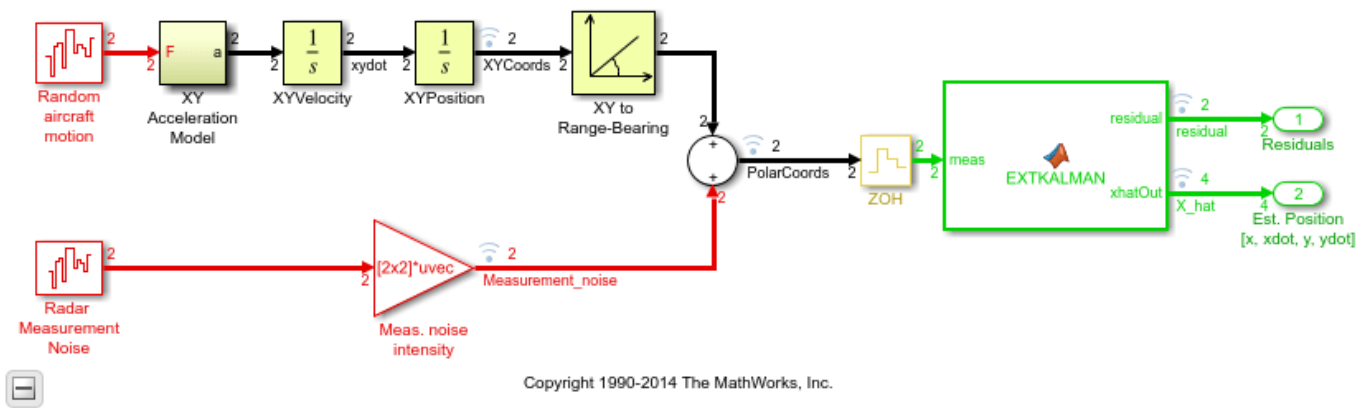 2
2
F
a
2
2
1
s
2
xydot
2
1
s
2
XYCoords
2
2
Random
aircraft
motion
XY
Acceleration
Model
XYVelocity
XYPosition
XY to
Range-Bearing
2
+
+
2
2
PolarCoords
2
ZOH
2
2
meas
EXTKALMAN
residual
xhatOut
2
residual
2
1
Residuals
4
X_hat
4
2
Est. Position
[x, xdot, y, ydot]
2
Radar
Measurement
Noise
2
[2x2]*uvec
2
Measurement_noise
Meas. noise
intensity
Copyright 1990-2014 The MathWorks, Inc.